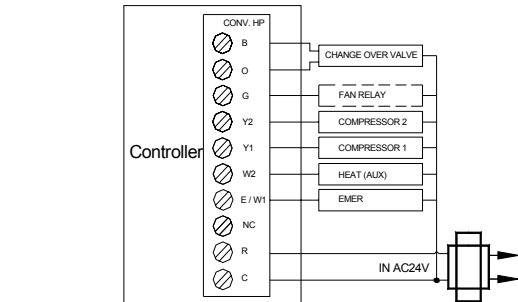 CONV. HP
B
CHANGE OVER VALVE
O
G
FAN RELAY
Y2
COMPRESSOR 2
Controller
Y1
COMPRESSOR 1
W2
HEAT (AUX)
E / W1
EMER
NC
R
IN AC24V
C